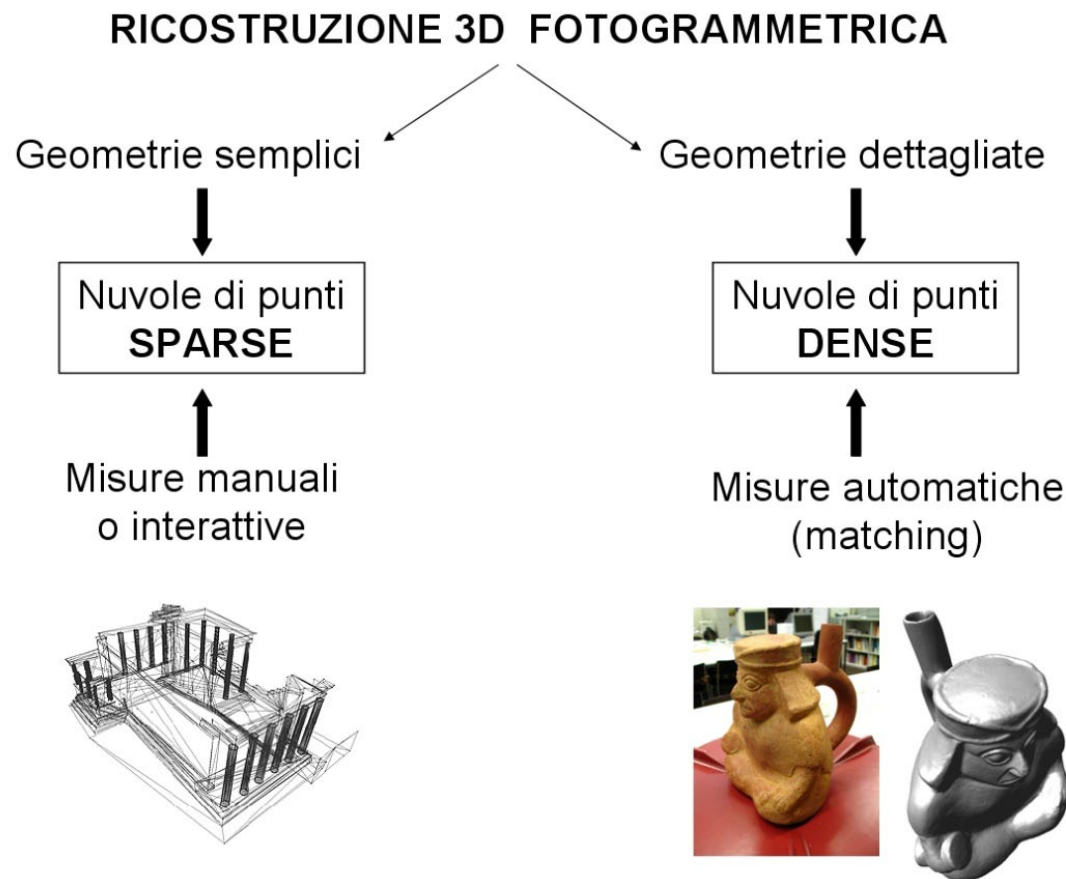 RICOSTRUZIONE 3D FOTOGRAMMETRICA
Geometrie semplici
Nuvole di punti
SPARSE
Misure manuali
o interattive
Geometrie dettagliate
Nuvole di punti
DENSE
Misure automatiche
(matching)